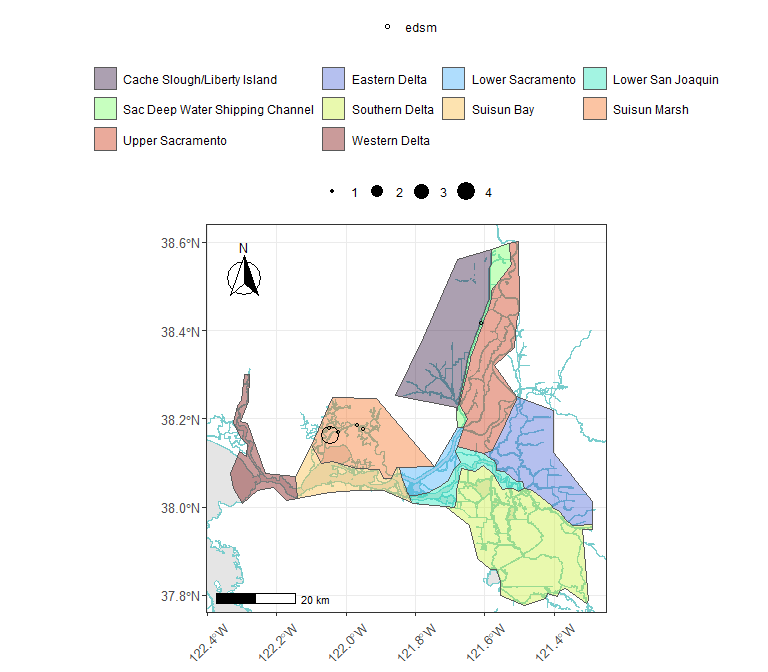 edsm
Cache Slough/Liberty Island Eastern Delta Lower Sacramento Lower San Joaquin
Sac Deep Water Shipping Channel Southern Delta Suisun Bay Suisun Marsh
Upper Sacramento Western Delta
1 2 3 4
38.6°N
N
38.4°N
38.2°N
38.0°N
37.8°N
20 km
122.4°W 122.2°W 122.0°W 121.8°W 121.6°W 121.4°W